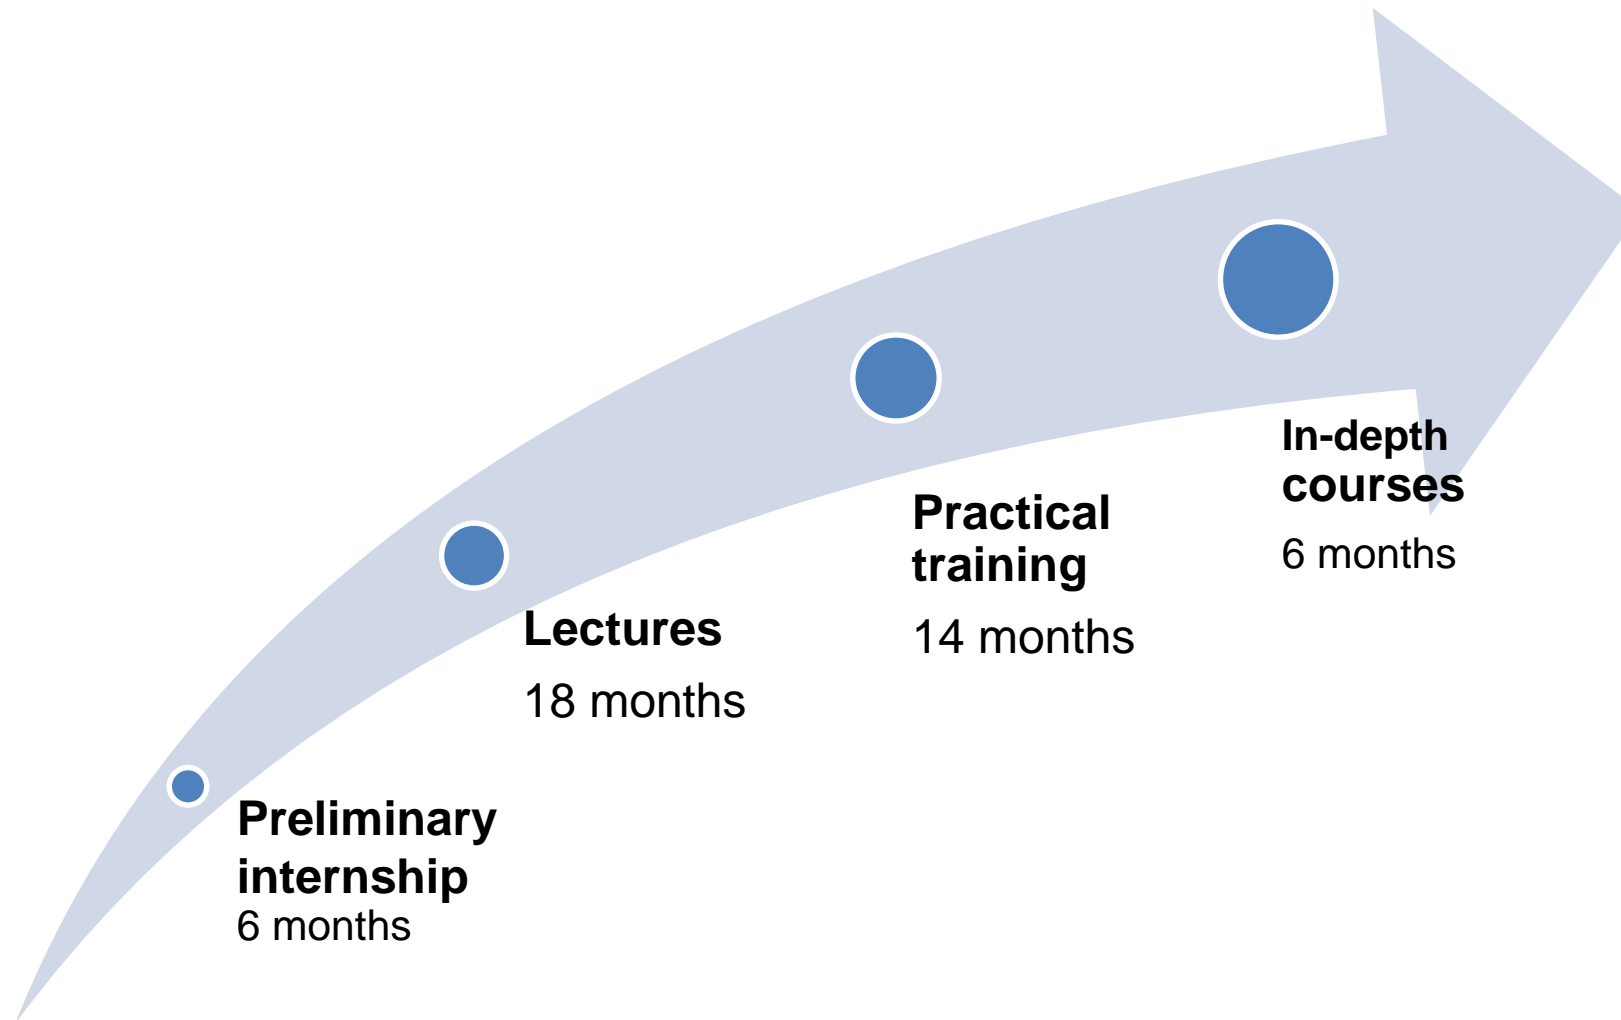 Preliminary
internship
6 months
Lectures
18 months
Practical
training
14 months
In-depth
courses
6 months